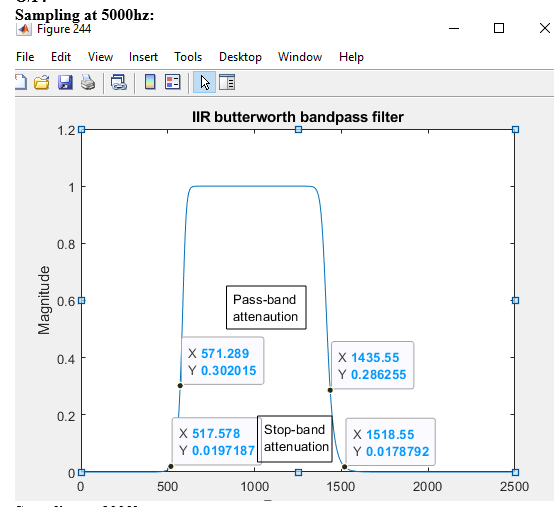 Sampling at 5000hz:
Figure 244
File Edit View Insert Tools Desktop Window Help
IIR butterworth bandpass filter
1.2
1
0.8
0.6
0.4
0.2
0
Magnitude
Pass-band
attenaution
X 571.289
Y 0.302015
X 1435.55
Y 0.286255
X 517.578
Y 0.0197187
Stop-band
attenuation
X 1518.55
Y 0.0178792
0 500 1000 1500 2000 2500